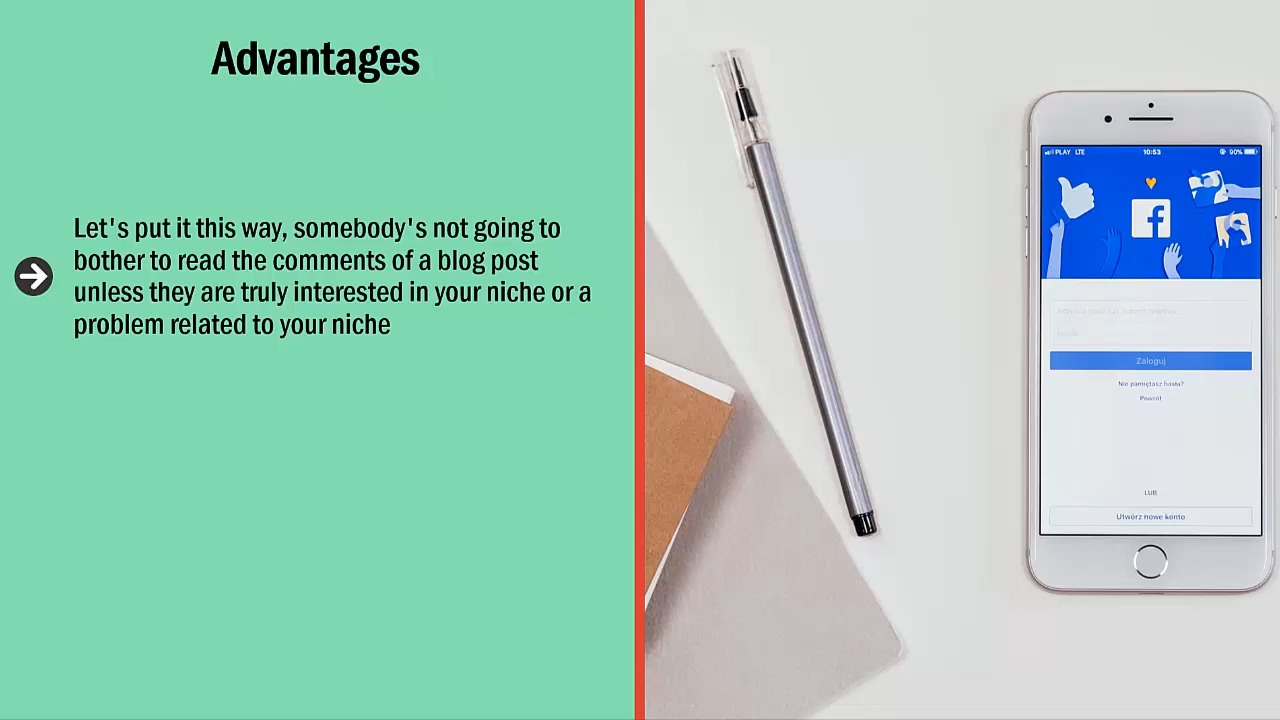 Advantages
Let's put it this way, somebody's not going to
bother to read the comments of a blog post
unless they are truly interested in your niche or a
problem related to your niche
PLAY LTE
10:53
90%
f
Zaloguj
Nie pamiętasz hasła?
Powrót
LUB
Utwórz nowe konto